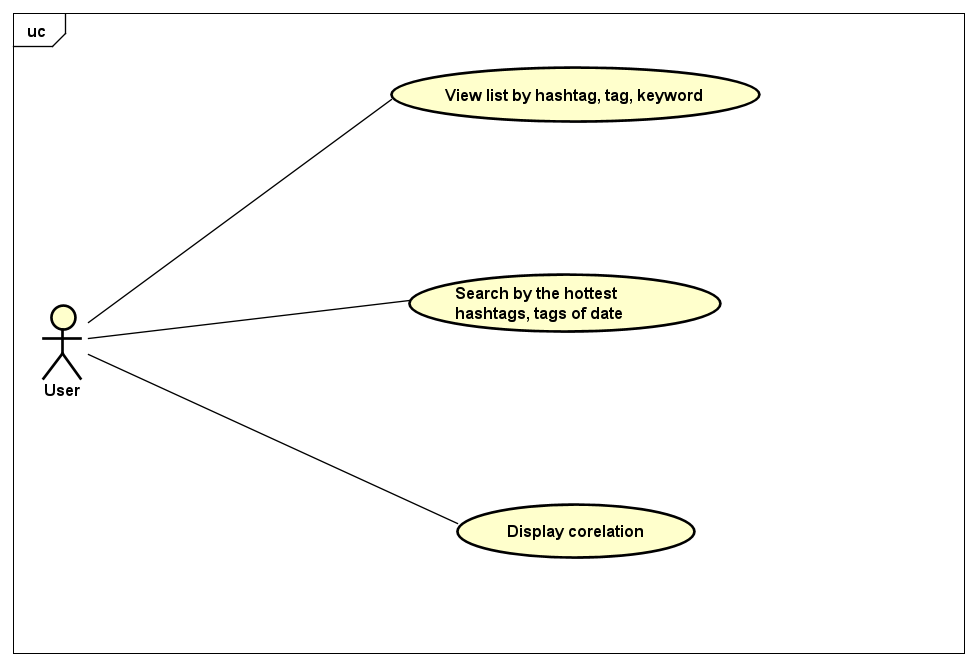 uc
View list by hashtag, tag, keyword
Search by the hottest
hashtags, tags of date
User
Display corelation